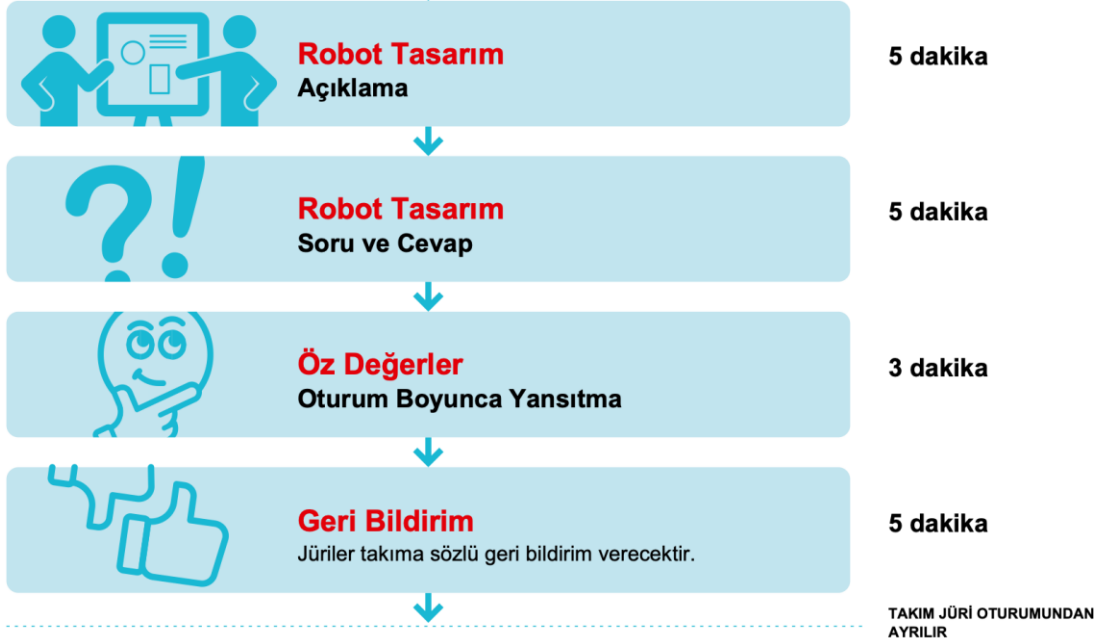 Robot Tasarım
Açıklama
5 dakika
Robot Tasarım
Soru ve Cevap
5 dakika
Öz Değerler
Oturum Boyunca Yansıtma
3 dakika
Geri Bildirim
Jüriler takıma sözlü geri bildirim verecektir.
5 dakika
TAKIM JÜRİ OTURUMUNDAN
AYRILIR